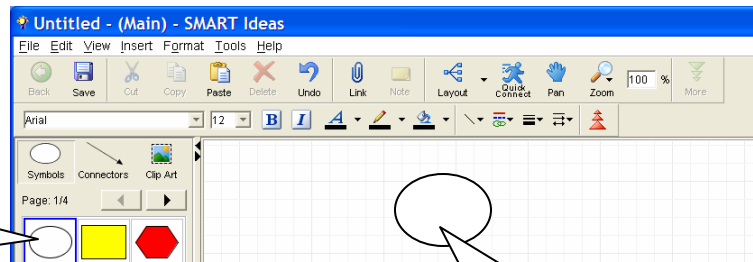 Untitled - (Main) - SMART Ideas
File Edit View Insert Format Tools Help
Back Save Cut Copy Paste Delete Undo Link Note Layout Quick Connect Pan Zoom 100 % More
Arial 12 B I A
Symbols Connectors Clip Art
Page: 1/4